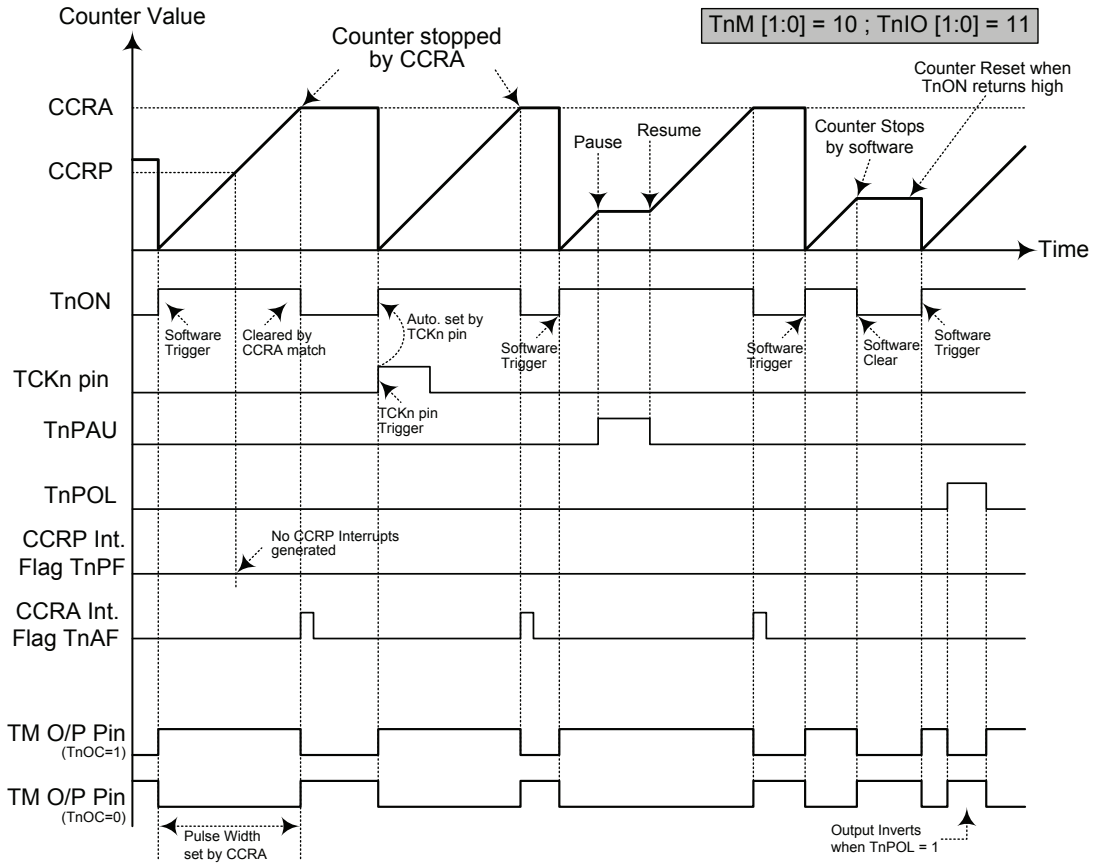 Counter Value
TnM [1:0] = 10 ; TnIO [1:0] = 11
Counter stopped
by CCRA
Counter Reset when
TnON returns high
CCRA
Pause
Resume
Counter Stops
by software
CCRP
Time
TnON
Software
Trigger
Cleared by
CCRA match
Auto. set by
TCKn pin
Software
Trigger
Software
Trigger
Software
Clear
Software
Trigger
TCKn pin
TCKn pin
Trigger
TnPAU
TnPOL
CCRP Int.
Flag TnPF
No CCRP Interrupts
generated
CCRA Int.
Flag TnAF
TM O/P Pin
(TnOC=1)
TM O/P Pin
(TnOC=0)
Pulse Width
set by CCRA
Output Inverts
when TnPOL = 1